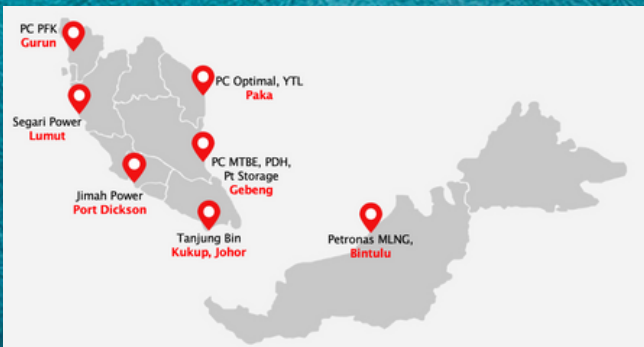 PC PFK
Gurun
PC Optimal, YTL
Paka
Segari Power
Lumut
PC MTBE, PDH,
Pt Storage
Gebeng
Jimah Power
Port Dickson
Tanjung Bin
Kukup, Johor
Petronas MLNG,
Bintulu